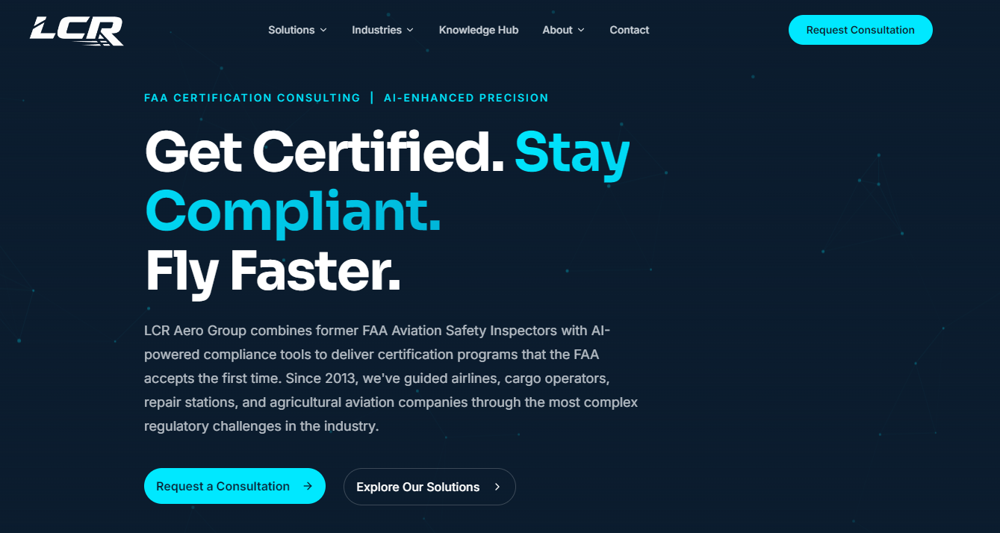 LCR
Solutions
Industries
Knowledge Hub
About
Contact
Request Consultation
FAA CERTIFICATION CONSULTING | AI-ENHANCED PRECISION
Get Certified. Stay
Compliant.
Fly Faster.
LCR Aero Group combines former FAA Aviation Safety Inspectors with AI-
powered compliance tools to deliver certification programs that the FAA
accepts the first time. Since 2013, we've guided airlines, cargo operators,
repair stations, and agricultural aviation companies through the most complex
regulatory challenges in the industry.
Request a Consultation
Explore Our Solutions